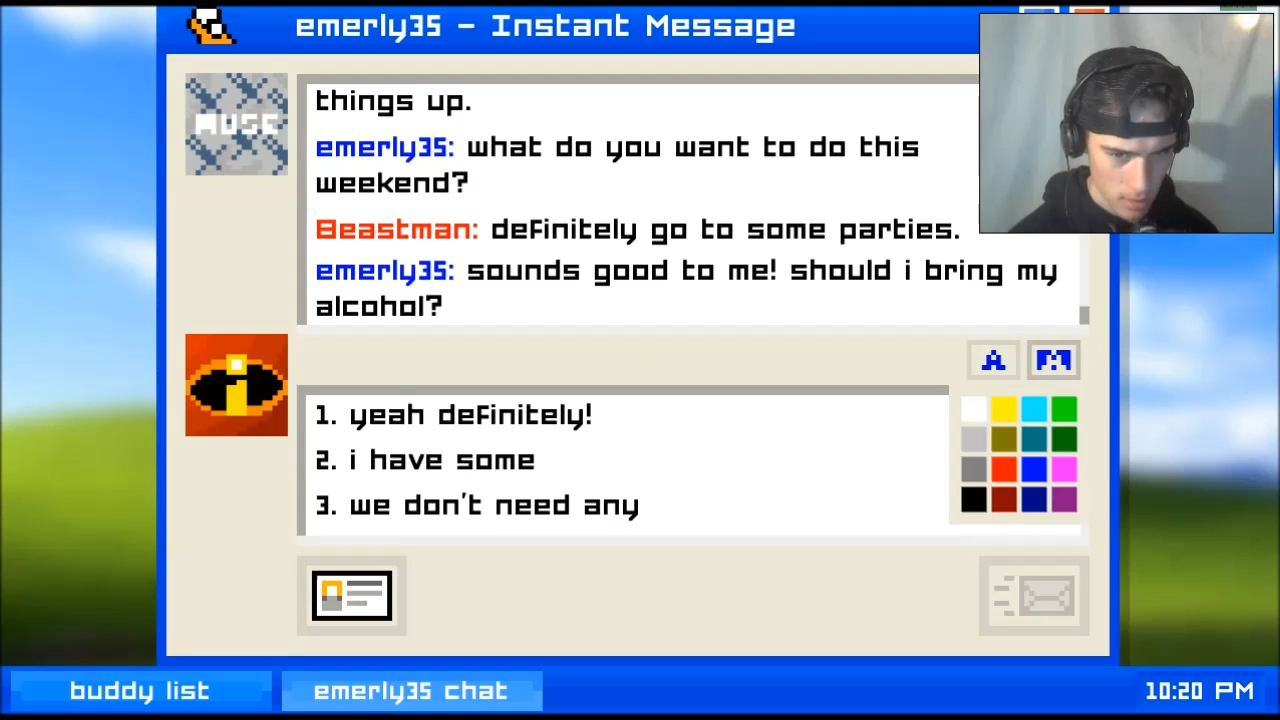 emerly35 - Instant Message
MUSE
things up.
emerly35: what do you want to do this
weekend?
Beastman: definitely go to some parties.
emerly35: sounds good to me! should i bring my
alcohol?
A
1. yeah definitely!
2. i have some
3. we don't need any
buddy list
emerly35 chat
10:20 PM